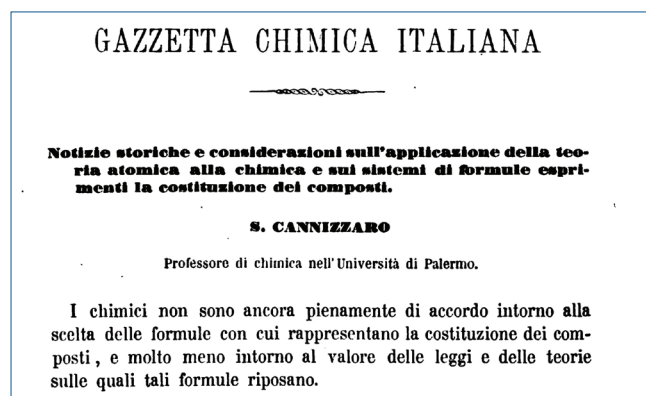 GAZZETTA CHIMICA ITALIANA
Notizie storiche e considerazioni sull'applicazione della teo-
ria atomica alla chimica e sui sistemi di formule espri-
menti la costituzione dei composti.
S. CANNIZZARO
Professore di chimica nell'Università di Palermo.
I chimici non sono ancora pienamente di accordo intorno alla
scelta delle formule con cui rappresentano la costituzione dei com-
posti, e molto meno intorno al valore delle leggi e delle teorie
sulle quali tali formule riposano.